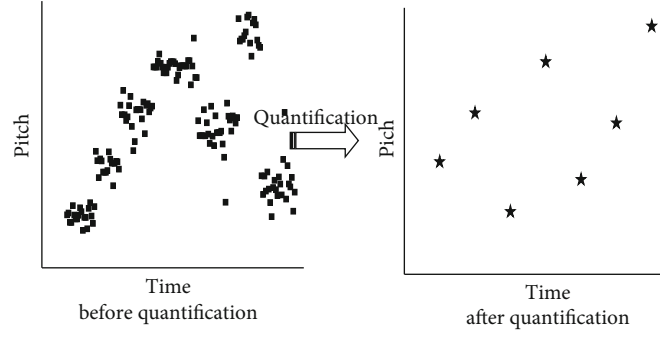 Pitch
Quantification
Pich
Time
before quantification
Time
after quantification